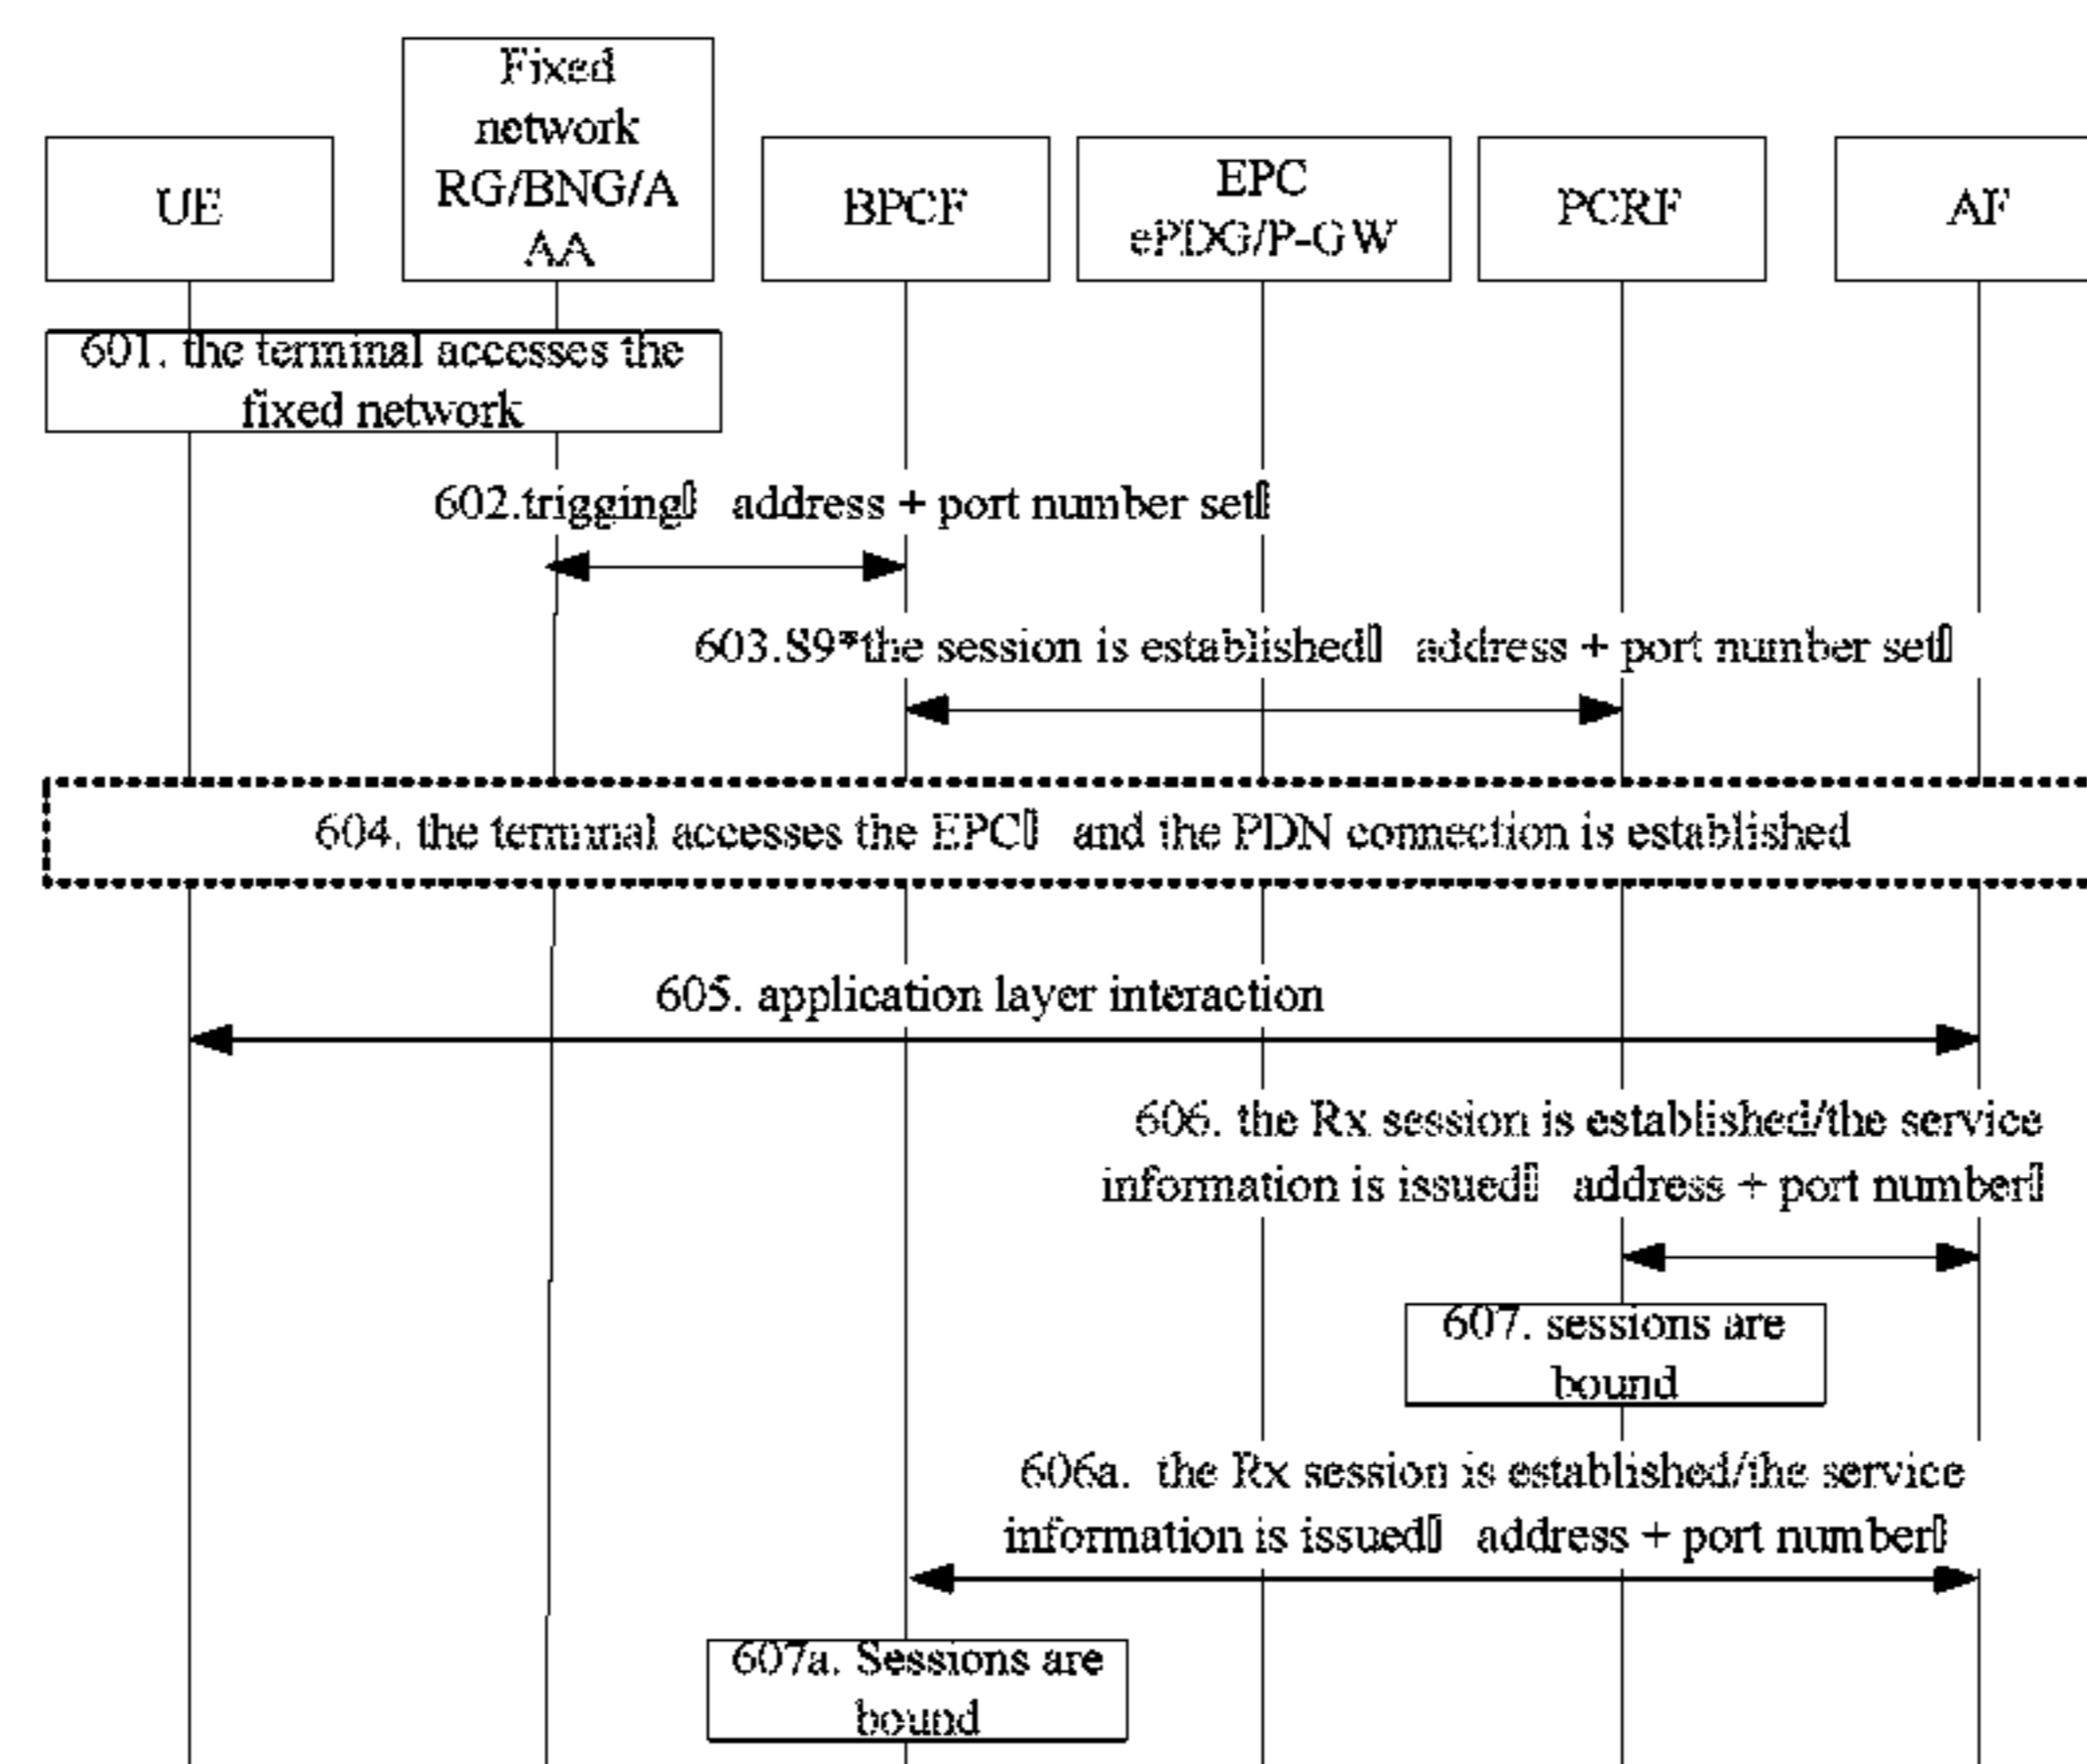 Fixed
network
RG/BNG/A
AA
UE
BPCF
EPC
ePDG/P-GW
PCRF
AF
601. the terminal accesses the
fixed network
602.trigging▯ address + port number set▯
603.S9*the session is established▯ address + port number set▯
604. the terminal accesses the EPC▯ and the PDN connection is established
605. application layer interaction
606. the Rx session is established/the service
information is issued▯ address + port number▯
607. sessions are
bound
606a. the Rx session is established/the service
information is issued▯ address + port number▯
607a. Sessions are
bound